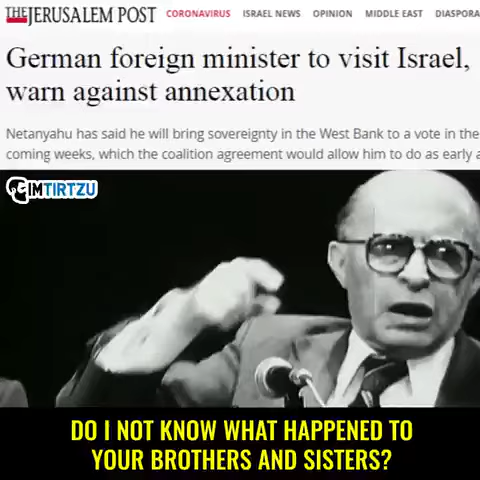 THE JERUSALEM POST CORONAVIRUS ISRAEL NEWS OPINION MIDDLE EAST DIASPORA
German foreign minister to visit Israel,
warn against annexation
Netanyahu has said he will bring sovereignty in the West Bank to a vote in the
coming weeks, which the coalition agreement would allow him to do as early
IMTIRTZU
DO I NOT KNOW WHAT HAPPENED TO
YOUR BROTHERS AND SISTERS?